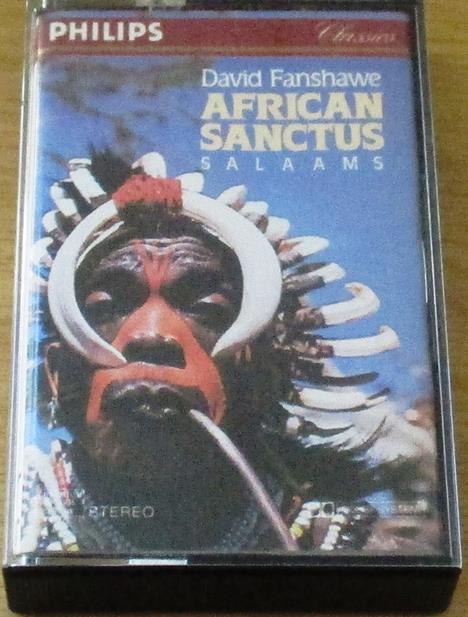 PHILIPS Classics
David Fanshawe
AFRICAN
SANCTUS
SALAAMS
STEREO